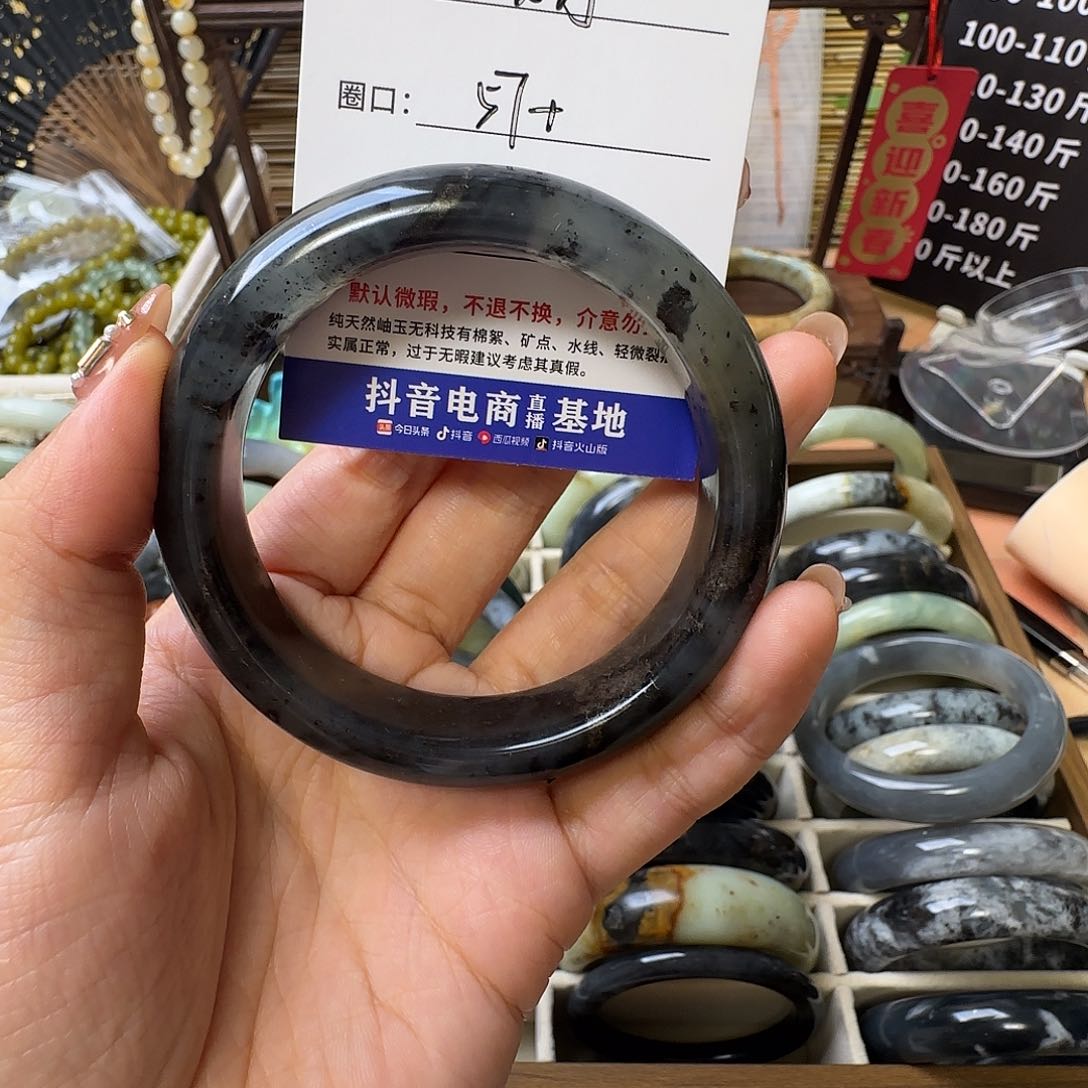 圈口: 57+
默认微瑕，不退不换，介意勿
纯天然岫玉无科技有棉絮、矿点、水线、轻微裂
实属正常，过于无暇建议考虑其真假。
抖音电商直播基地
头条 今日头条 抖音 西瓜视频 抖音火山版
喜迎新春
100-110
0-130斤
0-140斤
0-160斤
0-180斤
0斤以上